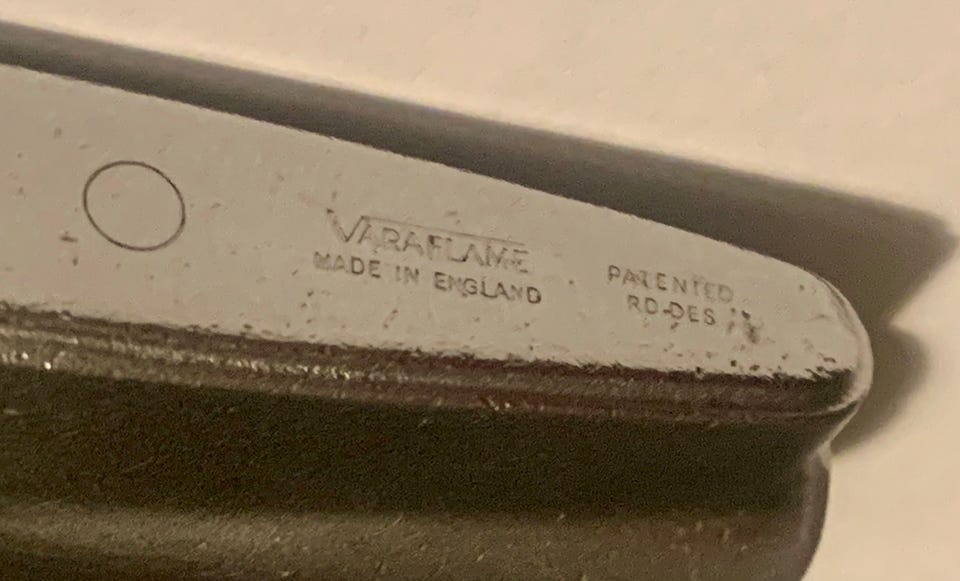 VARAFLAME
MADE IN ENGLAND
PATENTED
RD-DES